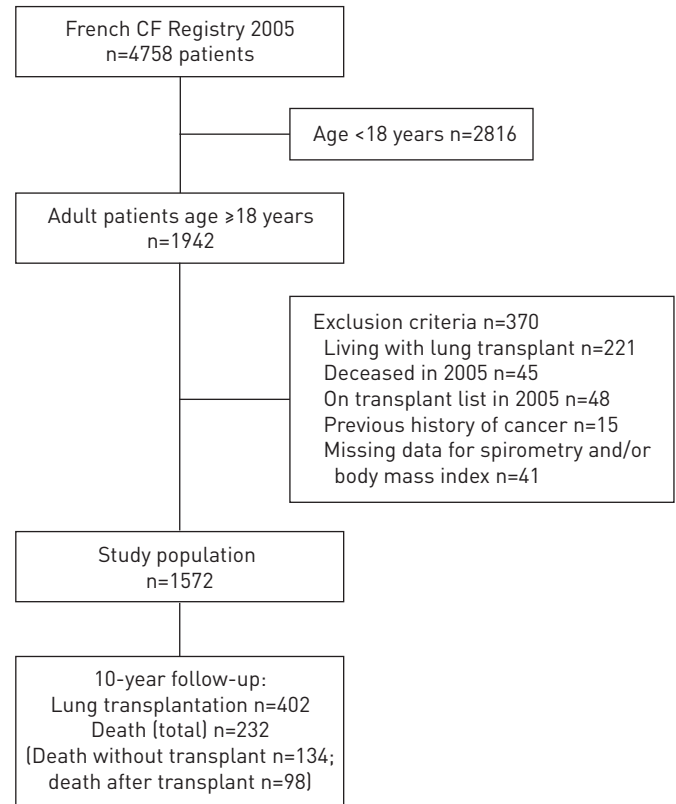 French CF Registry 2005
n=4758 patients
Age <18 years n=2816
Adult patients age ⩾18 years
n=1942
Exclusion criteria n=370
Living with lung transplant n=221
Deceased in 2005 n=45
On transplant list in 2005 n=48
Previous history of cancer n=15
Missing data for spirometry and/or
body mass index n=41
Study population
n=1572
10-year follow-up:
Lung transplantation n=402
Death (total) n=232
(Death without transplant n=134;
death after transplant n=98)